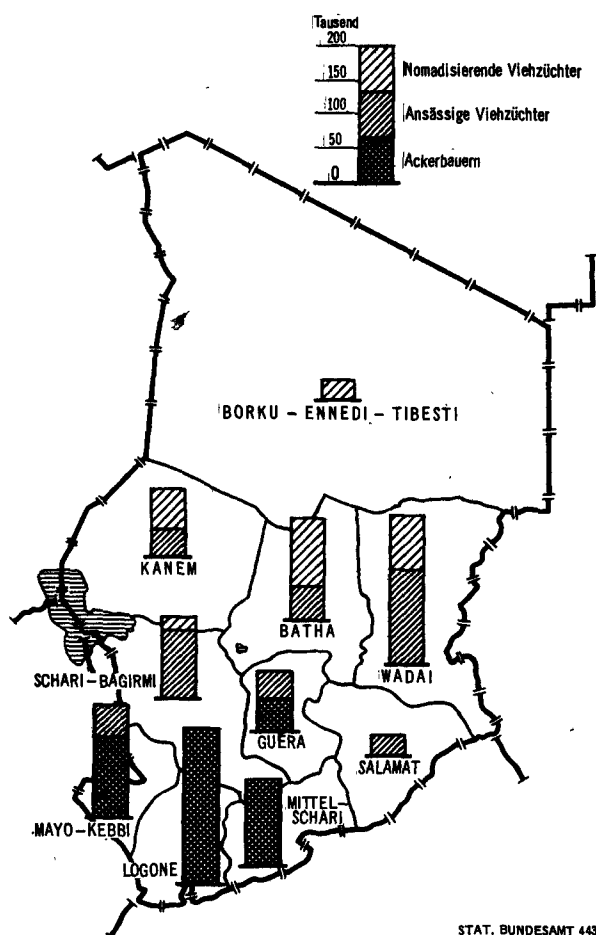 Tausend
200
150
100
50
0
Nomadisierende Viehzüchter
Ansässige Viehzüchter
Ackerbauern
BORKU – ENNEDI – TIBESTI
KANEM
BATHA
WADAI
SCHARI–BAGIRMI
GUERA
SALAMAT
MAYO–KEBBI
MITTEL-
SCHARI
LOGONE
STAT. BUNDESAMT 443